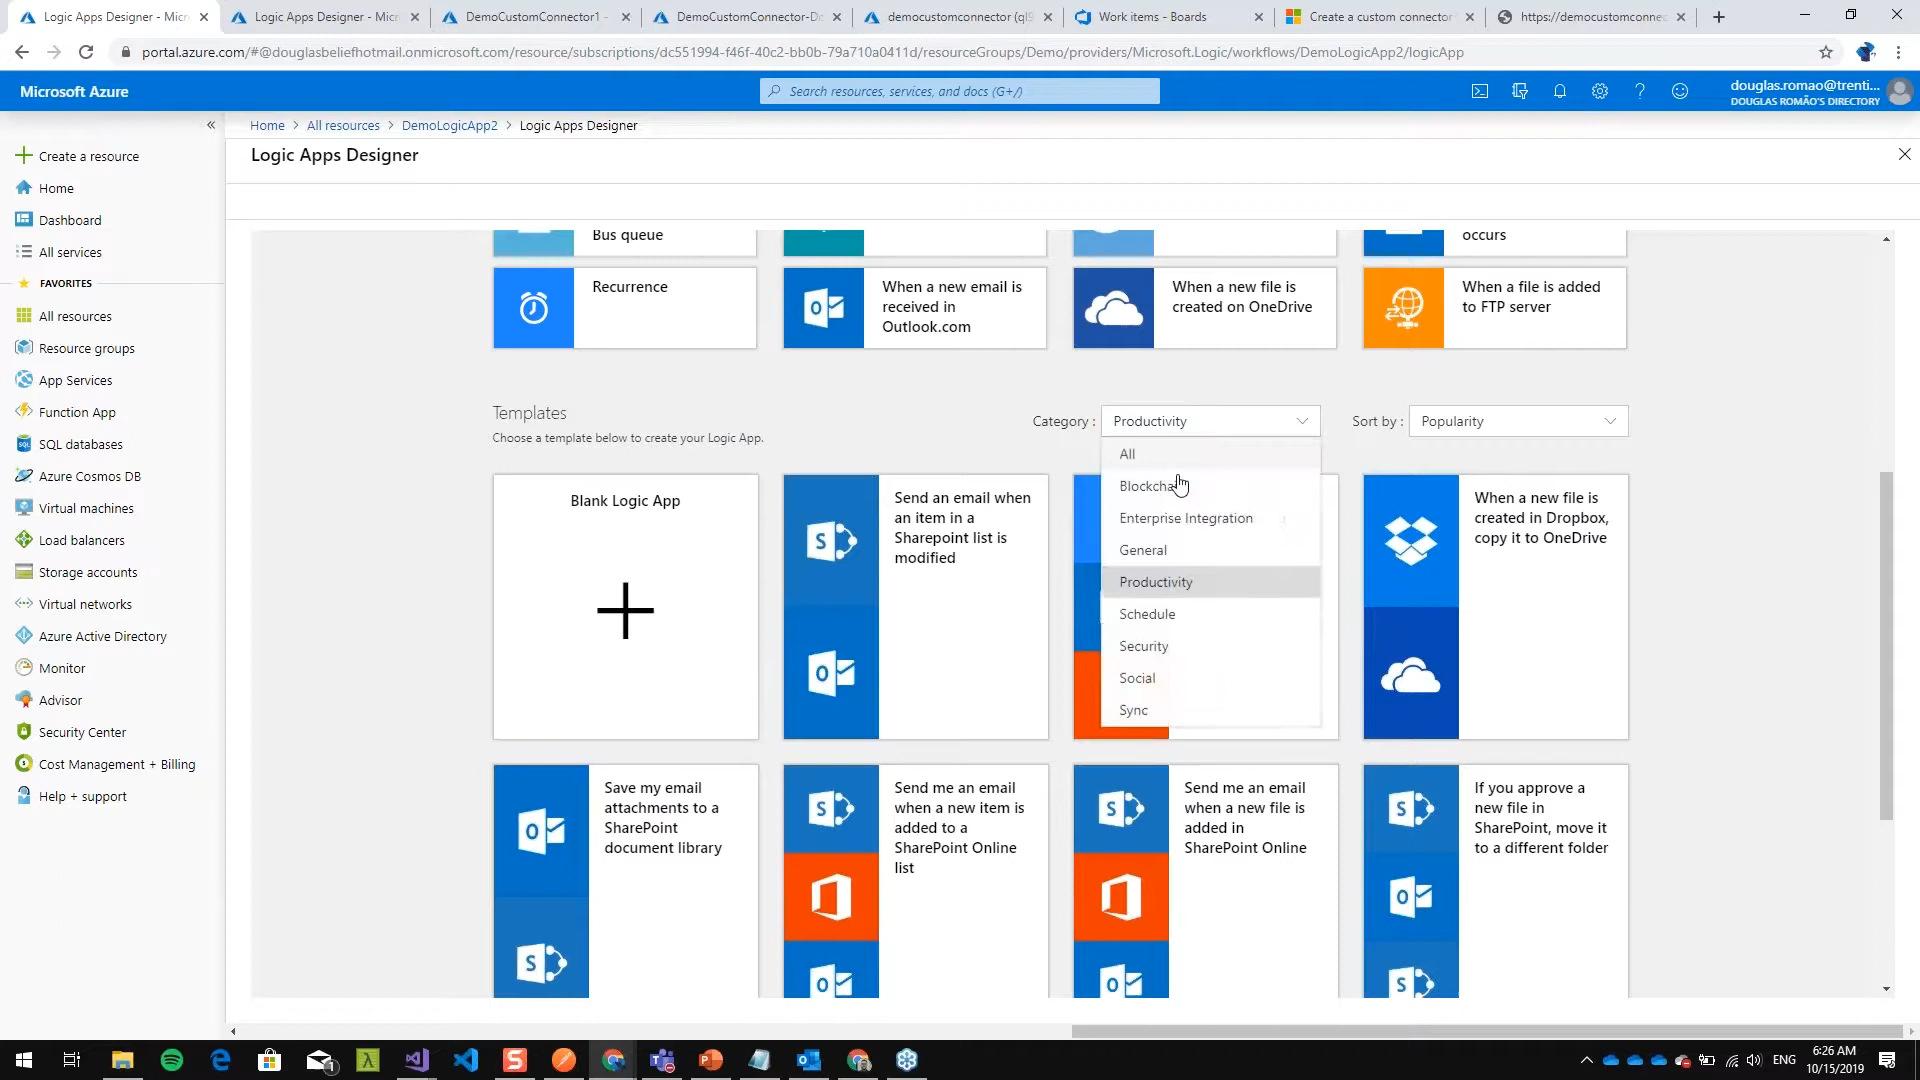 Logic Apps Designer - Micr
Logic Apps Designer - Mic
DemoCustomConnector1 -
DemoCustomConnector-D
democustomconnector (ql
Work items - Boards
Create a custom connector
https://democustomconne
portal.azure.com/#@douglasbeliefhotmail.onmicrosoft.com/resource/subscriptions/dc551994-f46f-40c2-bb0b-79a710a0411d/resourceGroups/Demo/providers/Microsoft.Logic/workflows/DemoLogicApp2/logicApp
Microsoft Azure
Search resources, services, and docs (G+/)
douglas.romao@trenti...
DOUGLAS ROMÃO'S DIRECTORY
Home > All resources > DemoLogicApp2 > Logic Apps Designer
Logic Apps Designer
Create a resource
Home
Dashboard
All services
FAVORITES
All resources
Resource groups
App Services
Function App
SQL databases
Azure Cosmos DB
Virtual machines
Load balancers
Storage accounts
Virtual networks
Azure Active Directory
Monitor
Advisor
Security Center
Cost Management + Billing
Help + support
Bus queue
occurs
Recurrence
When a new email is
received in
Outlook.com
When a new file is
created on OneDrive
When a file is added
to FTP server
Templates
Choose a template below to create your Logic App.
Category :
Productivity
Sort by :
Popularity
All
Blockcha
Enterprise Integration
General
Productivity
Schedule
Security
Social
Sync
Blank Logic App
Send an email when
an item in a
Sharepoint list is
modified
When a new file is
created in Dropbox,
copy it to OneDrive
Save my email
attachments to a
SharePoint
document library
Send me an email
when a new item is
added to a
SharePoint Online
list
Send me an email
when a new file is
added in
SharePoint Online
If you approve a
new file in
SharePoint, move it
to a different folder
ENG
6:26 AM
10/15/2019